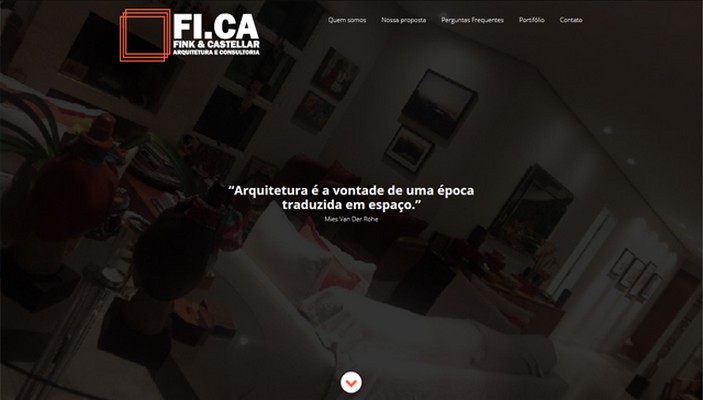 FI.CA
FINK & CASTELLAR
ARQUITETURA E CONSULTORIA
Quem somos
Nossa proposta
Perguntas Frequentes
Portifólio
Contato
“Arquitetura é a vontade de uma época
traduzida em espaço.”
Mies Van Der Rohe